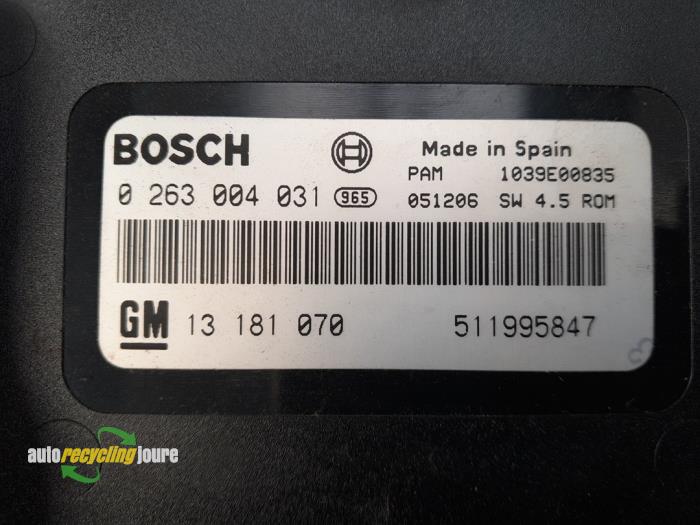 BOSCH
Made in Spain
PAM 1039E00835
0 263 004 031 965 051206 SW 4.5 ROM
GM 13 181 070 511995847
autorecyclingjoure